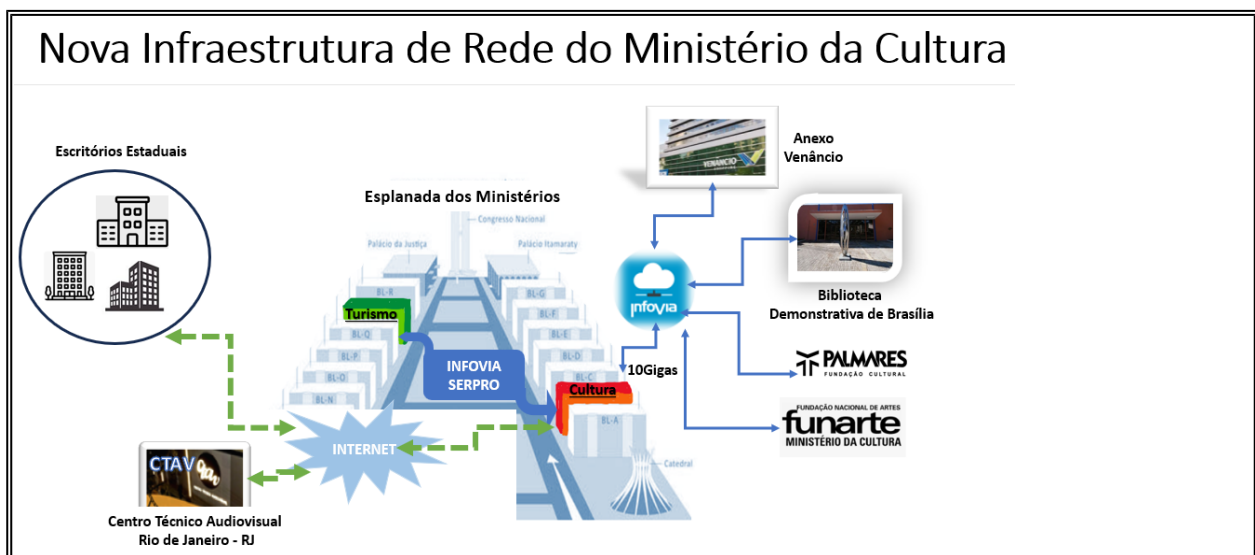 Nova Infraestrutura de Rede do Ministério da Cultura
Escritórios Estaduais
Esplanada dos Ministérios
Congresso Nacional
Palácio da Justiça
Palácio Itamaraty
VENÂNCIO
Anexo
Venâncio
BL-R
BL-G
Turismo
BL-Q
BL-F
BL-P
BL-E
BL-O
BL-D
BL-N
BL-C
INFOVIA
SERPRO
Cultura
BL-A
Catedral
infovia
10Gigas
Biblioteca
Demonstrativa de Brasília
PALMARES
FUNDAÇÃO CULTURAL
FUNDAÇÃO NACIONAL DE ARTES
funarte
MINISTÉRIO DA CULTURA
INTERNET
CTAV
Centro Técnico Audiovisual
Rio de Janeiro - RJ